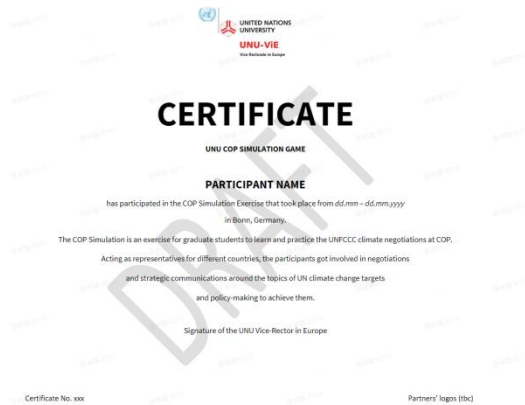 UNITED NATIONS
UNIVERSITY
UNU-ViE
Vice Rectorate in Europe
CERTIFICATE
UNU COP SIMULATION GAME
PARTICIPANT NAME
has participated in the COP Simulation Exercise that took place from dd.mm – dd.mm.yyyy
in Bonn, Germany.
The COP Simulation is an exercise for graduate students to learn and practice the UNFCCC climate negotiations at COP.
Acting as representatives for different countries, the participants got involved in negotiations
and strategic communications around the topics of UN climate change targets
and policy-making to achieve them.
DRAFT
Signature of the UNU Vice-Rector in Europe
Certificate No. xxx
Partners' logos (tbc)